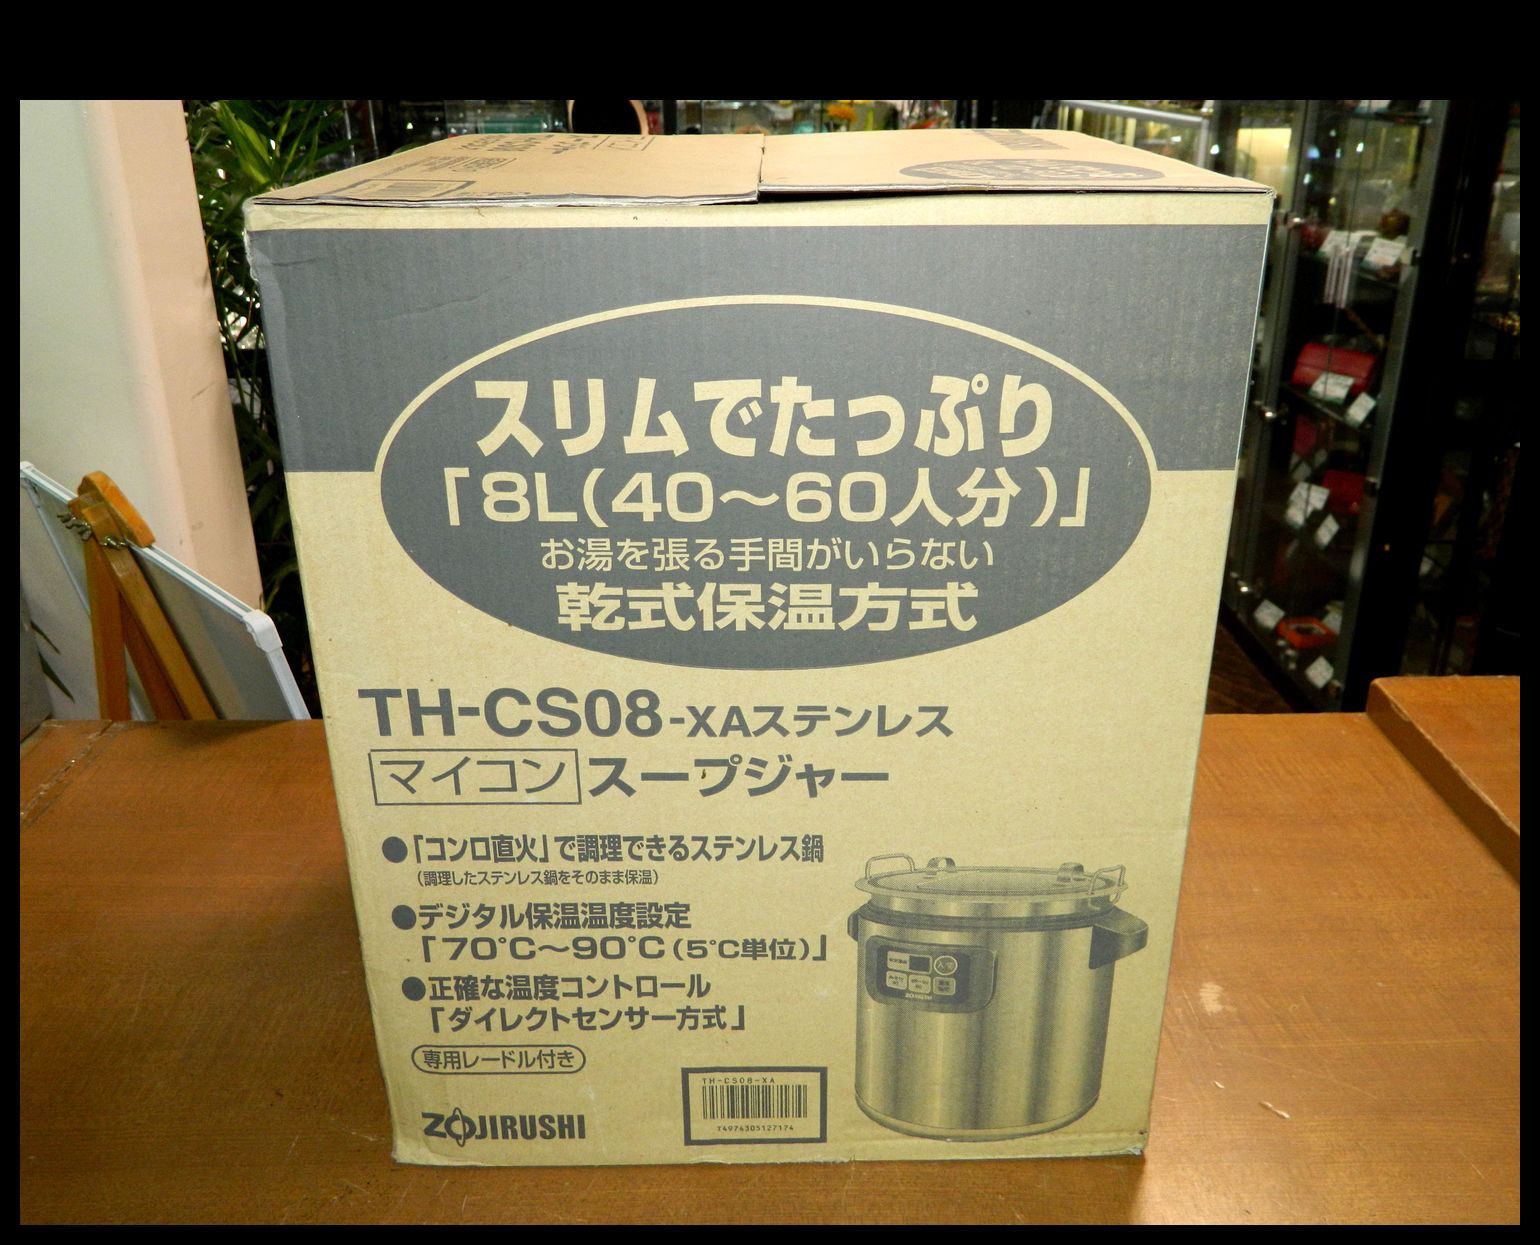 スリムでたっぷり
「8L(40～60人分)」
お湯を張る手間がいらない
乾式保温方式
TH-CS08-XAステンレス
マイコン スープジャー
●「コンロ直火」で調理できるステンレス鍋
(調理したステンレス鍋をそのまま保温)
●デジタル保温温度設定
「70℃～90℃(5℃単位)」
●正確な温度コントロール
「ダイレクトセンサー方式」
専用レードル付き
ZOJIRUSHI
TH-CS08-XA
T4974305127174
ZOJIRUSHI